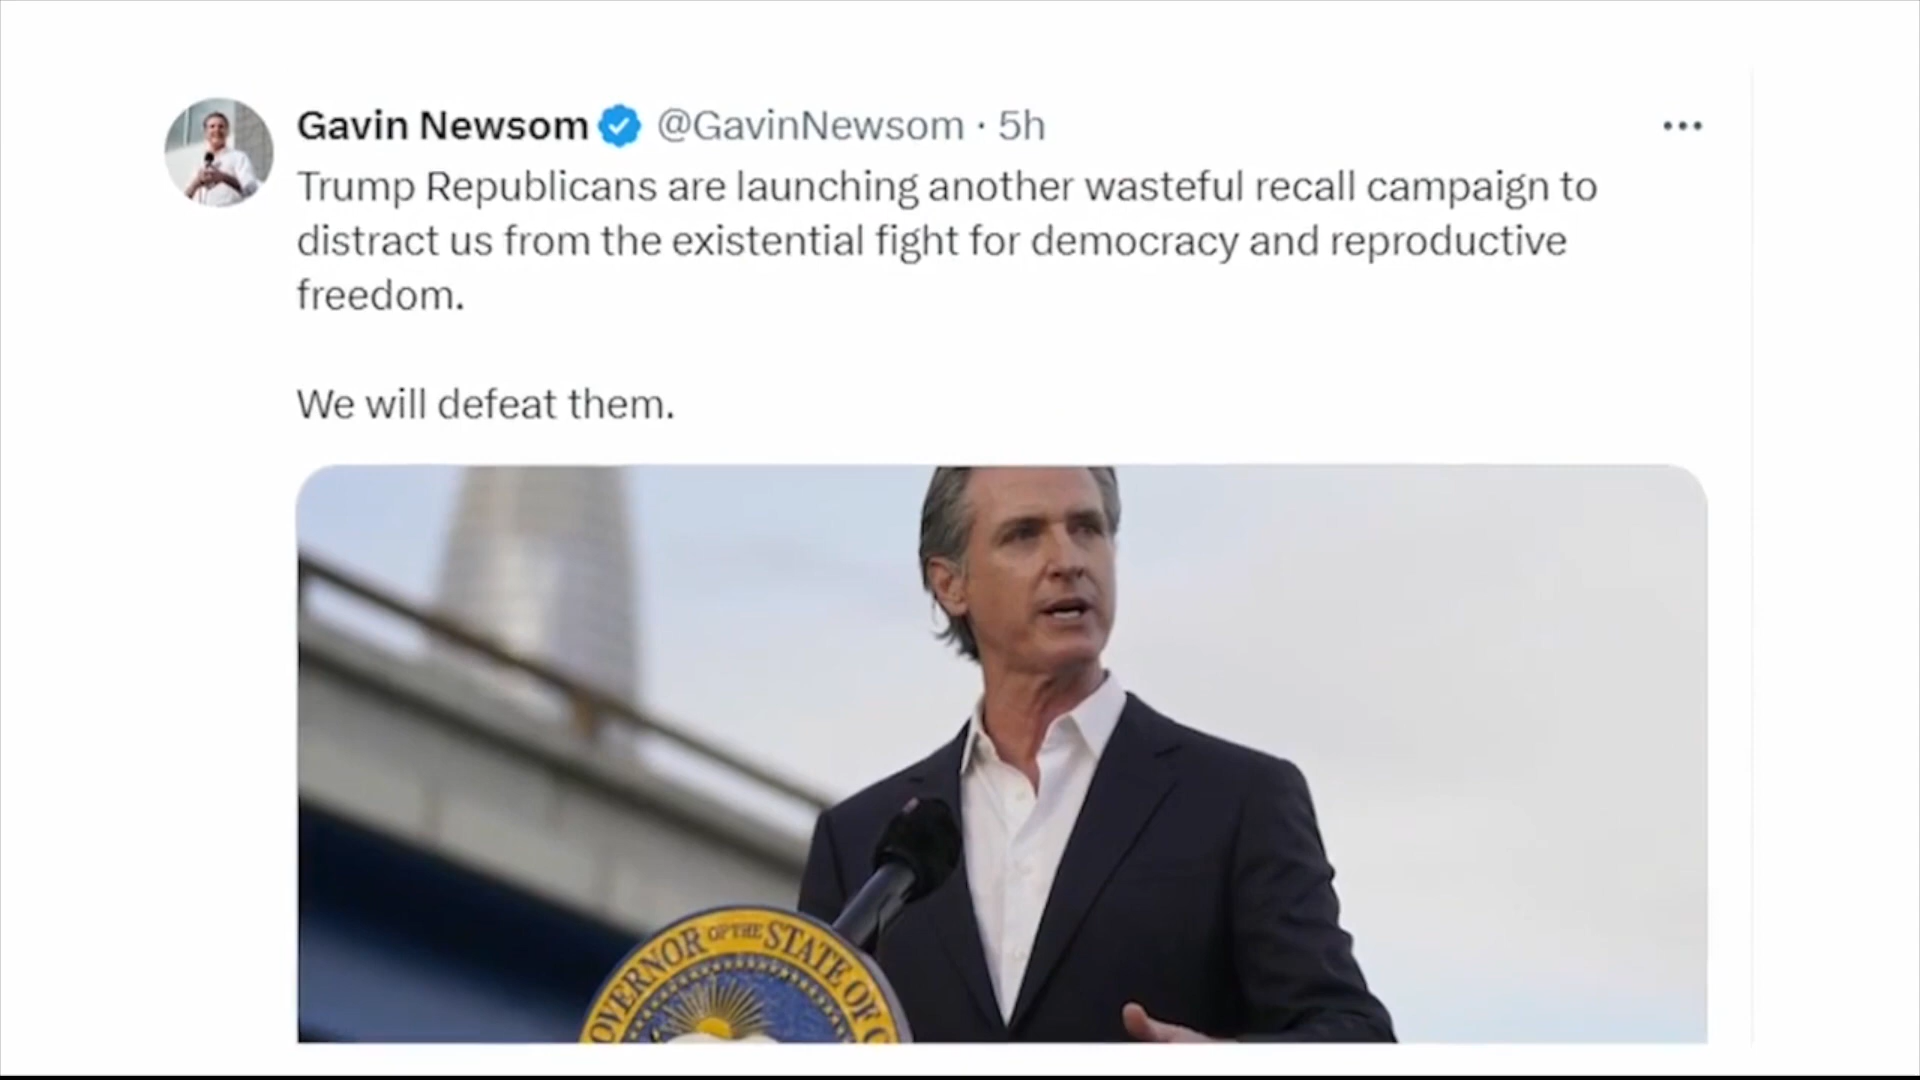 Gavin Newsom @GavinNewsom · 5h
Trump Republicans are launching another wasteful recall campaign to
distract us from the existential fight for democracy and reproductive
freedom.
We will defeat them.
GOVERNOR OF THE STATE OF